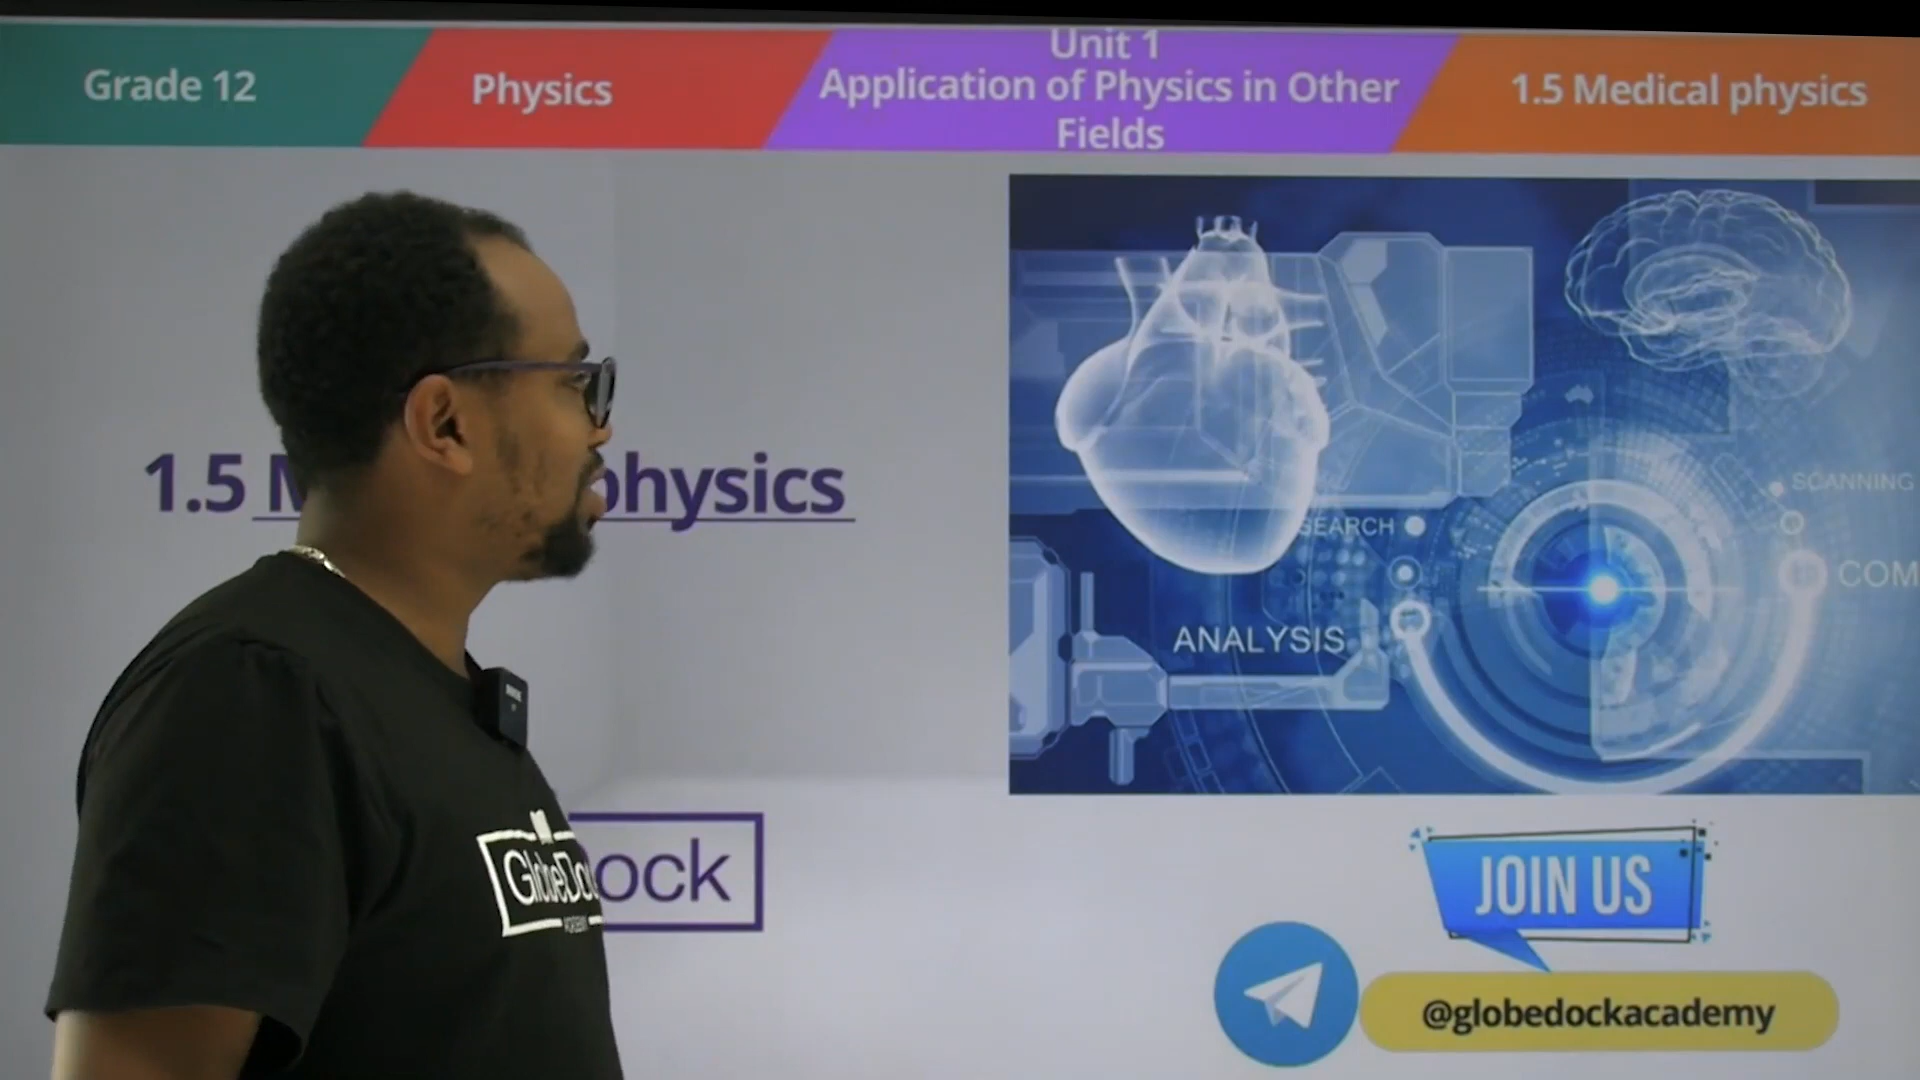 Grade 12
Physics
Unit 1
Application of Physics in Other
Fields
1.5 Medical physics
1.5 M physics
SCANNING
SEARCH
COM
ANALYSIS
GlobeDoc
ock
JOIN US
@globedockacademy